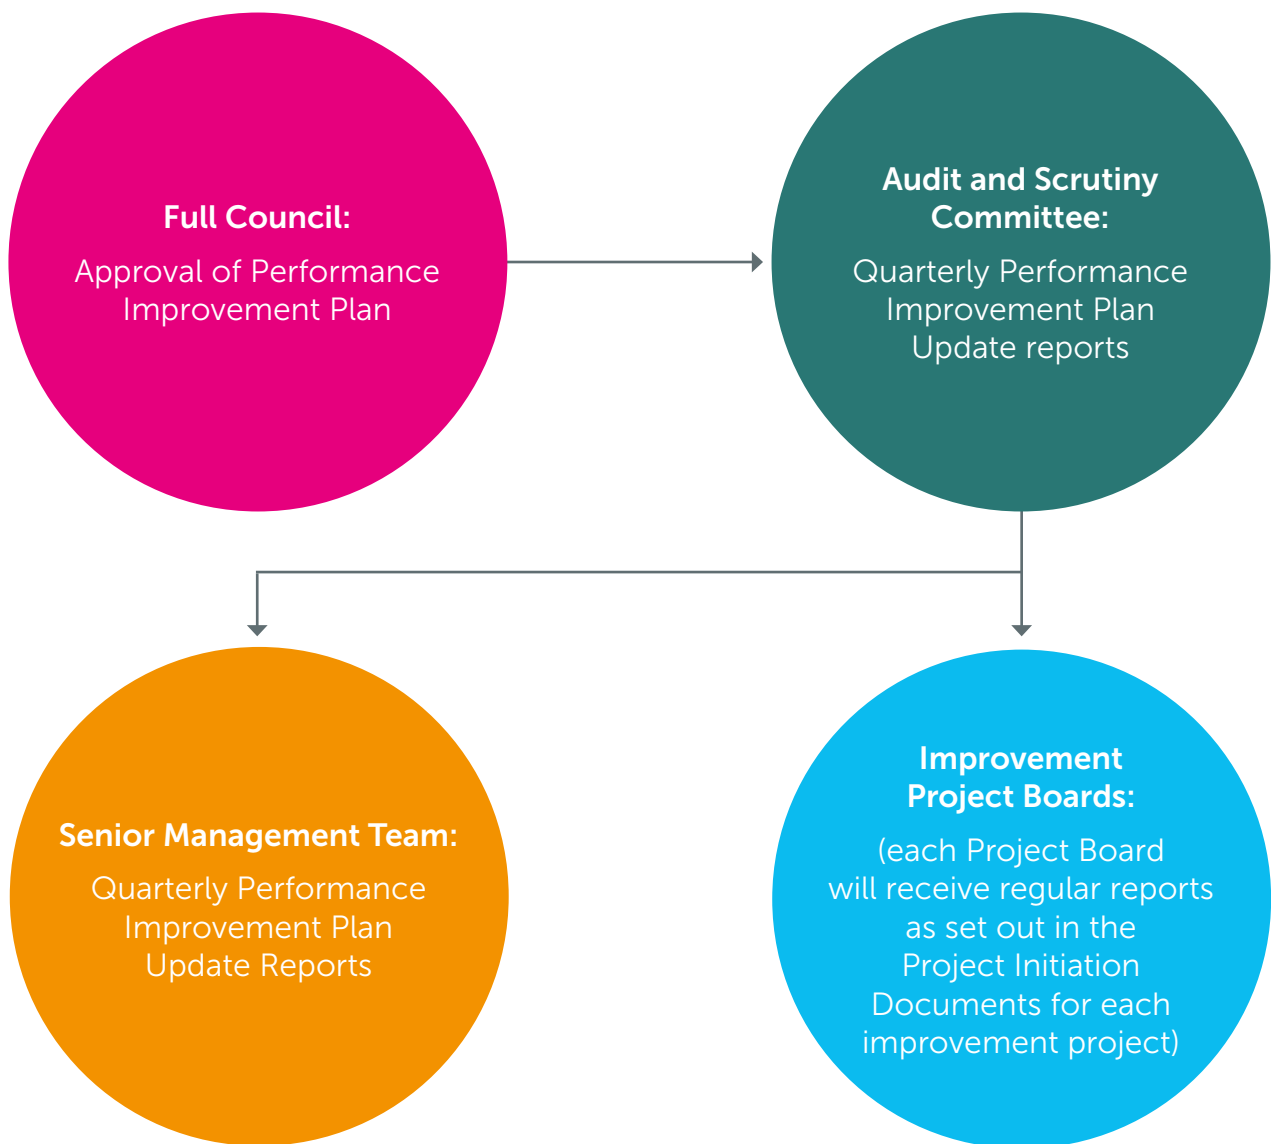 Full Council:
Approval of Performance
Improvement Plan
Audit and Scrutiny
Committee:
Quarterly Performance
Improvement Plan
Update reports
Senior Management Team:
Quarterly Performance
Improvement Plan
Update Reports
Improvement
Project Boards:
(each Project Board
will receive regular reports
as set out in the
Project Initiation
Documents for each
improvement project)